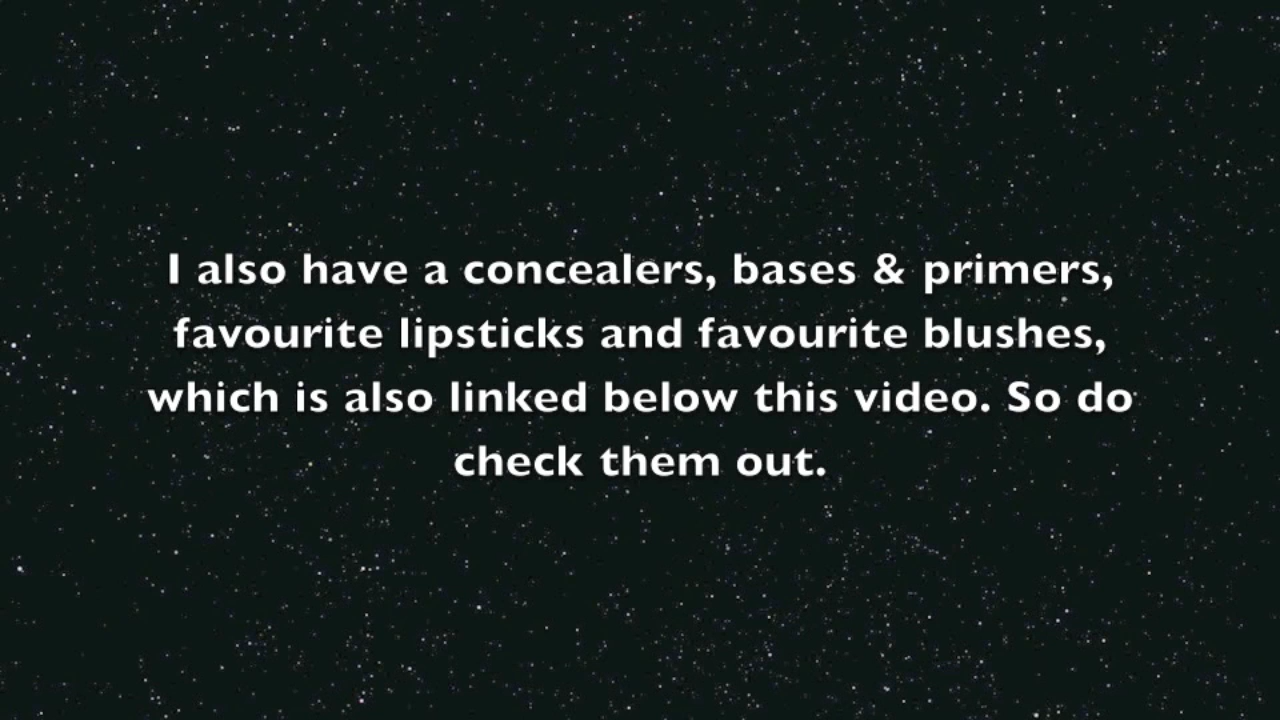 I also have a concealers, bases & primers,
favourite lipsticks and favourite blushes,
which is also linked below this video. So do
check them out.